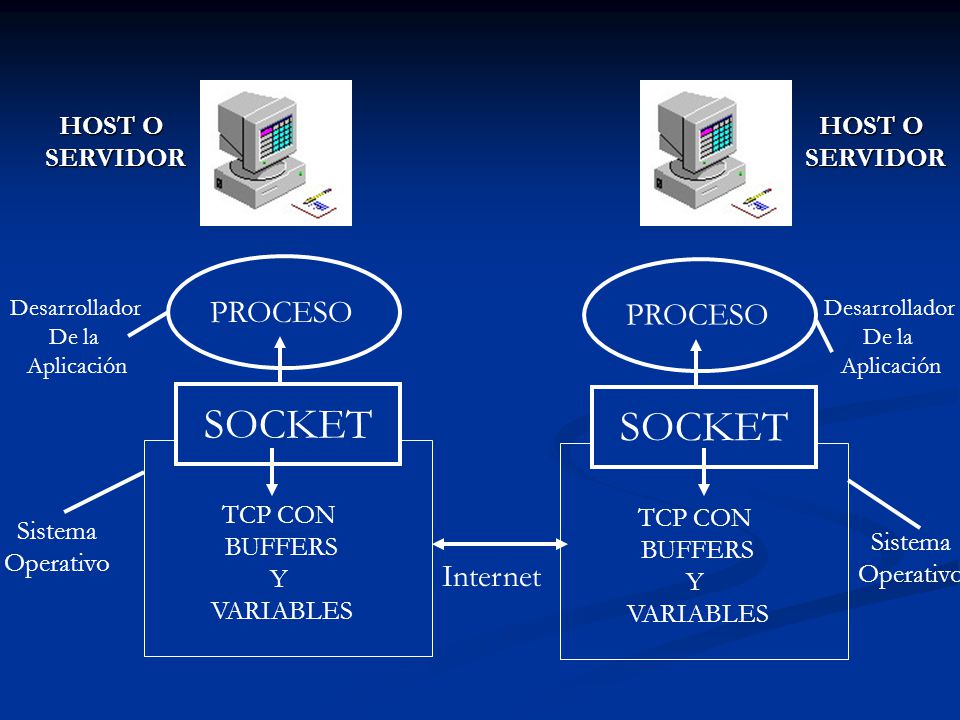 HOST O
SERVIDOR
HOST O
SERVIDOR
Desarrollador
De la
Aplicación
PROCESO
PROCESO
Desarrollador
De la
Aplicación
SOCKET
SOCKET
Sistema
Operativo
TCP CON
BUFFERS
Y
VARIABLES
Internet
TCP CON
BUFFERS
Y
VARIABLES
Sistema
Operativo